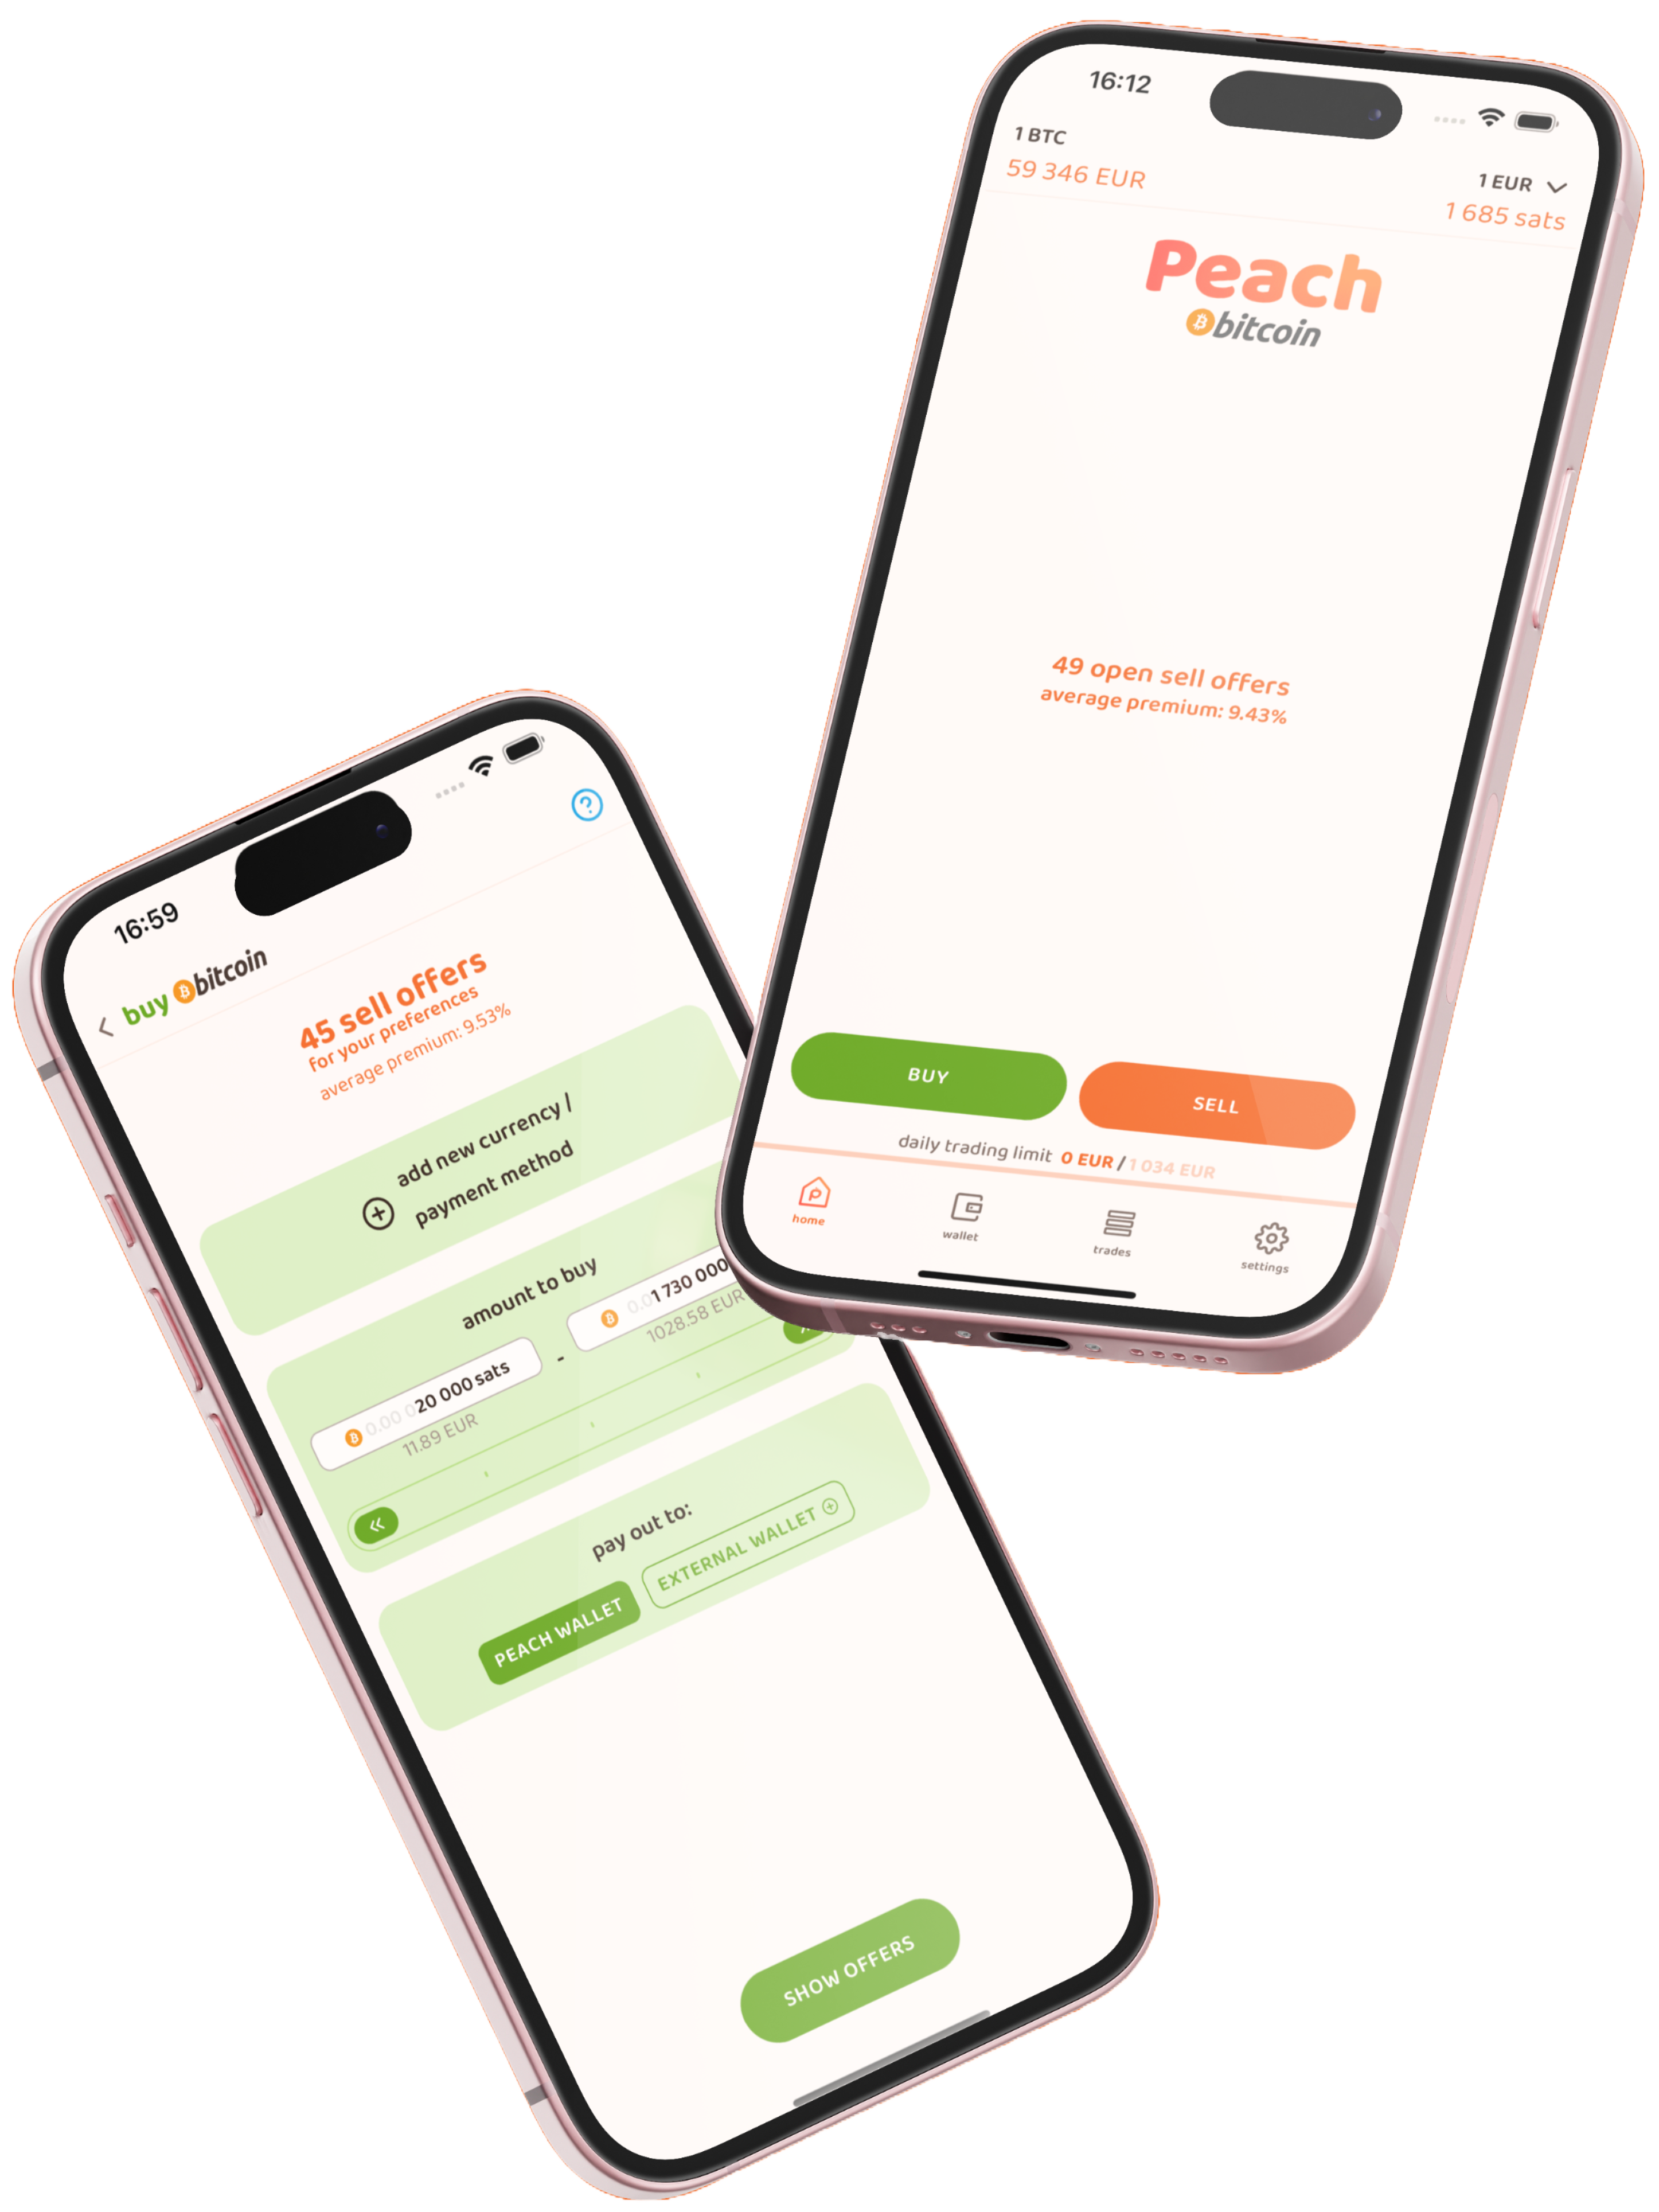 16:12
1 BTC
59 346 EUR
1 EUR
1 685 sats
Peach
bitcoin
49 open sell offers
average premium: 9.43%
BUY
SELL
daily trading limit 0 EUR / 1 034 EUR
home
wallet
trades
settings
16:59
buy bitcoin
45 sell offers
for your preferences
average premium: 9.53%
add new currency /
payment method
amount to buy
0.00 020 000 sats
-
0.01 730 000
11.89 EUR
1028.58 EUR
pay out to:
PEACH WALLET
EXTERNAL WALLET
SHOW OFFERS